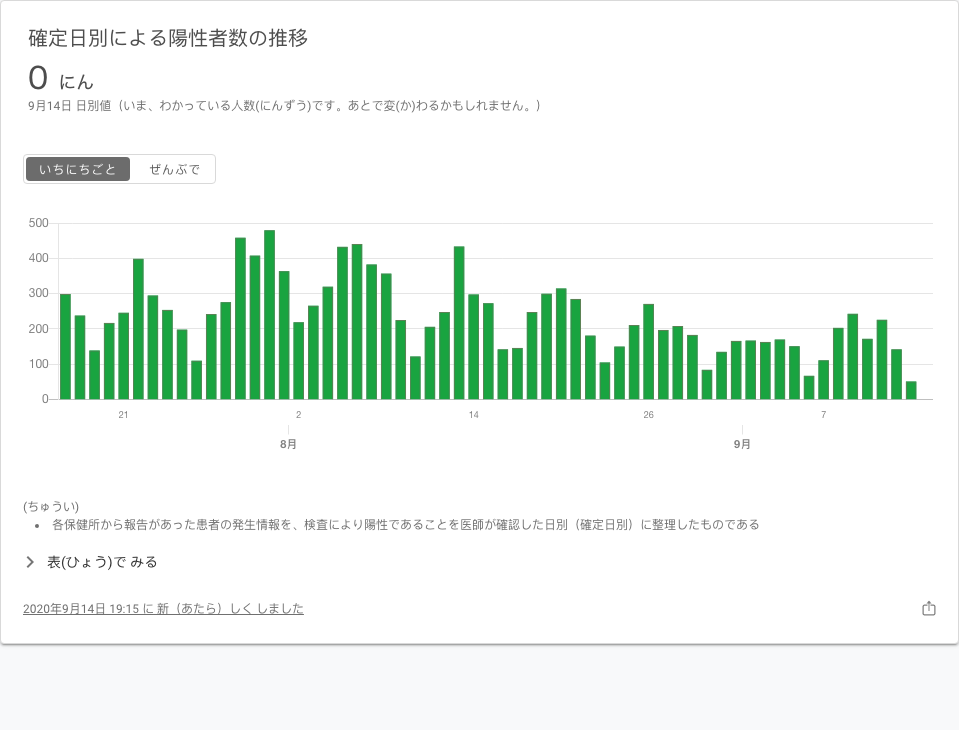 確定日別による陽性者数の推移
0 にん
9月14日 日別値（いま、わかっている人数(にんずう)です。あとで変(か)わるかもしれません。）
いちにちごと ぜんぶで
500
400
300
200
100
0
21 2 14 26 7
8月 9月
(ちゅうい)
• 各保健所から報告があった患者の発生情報を、検査により陽性であることを医師が確認した日別（確定日別）に整理したものである
表(ひょう)で みる
2020年9月14日 19:15 に 新（あたら）しく しました